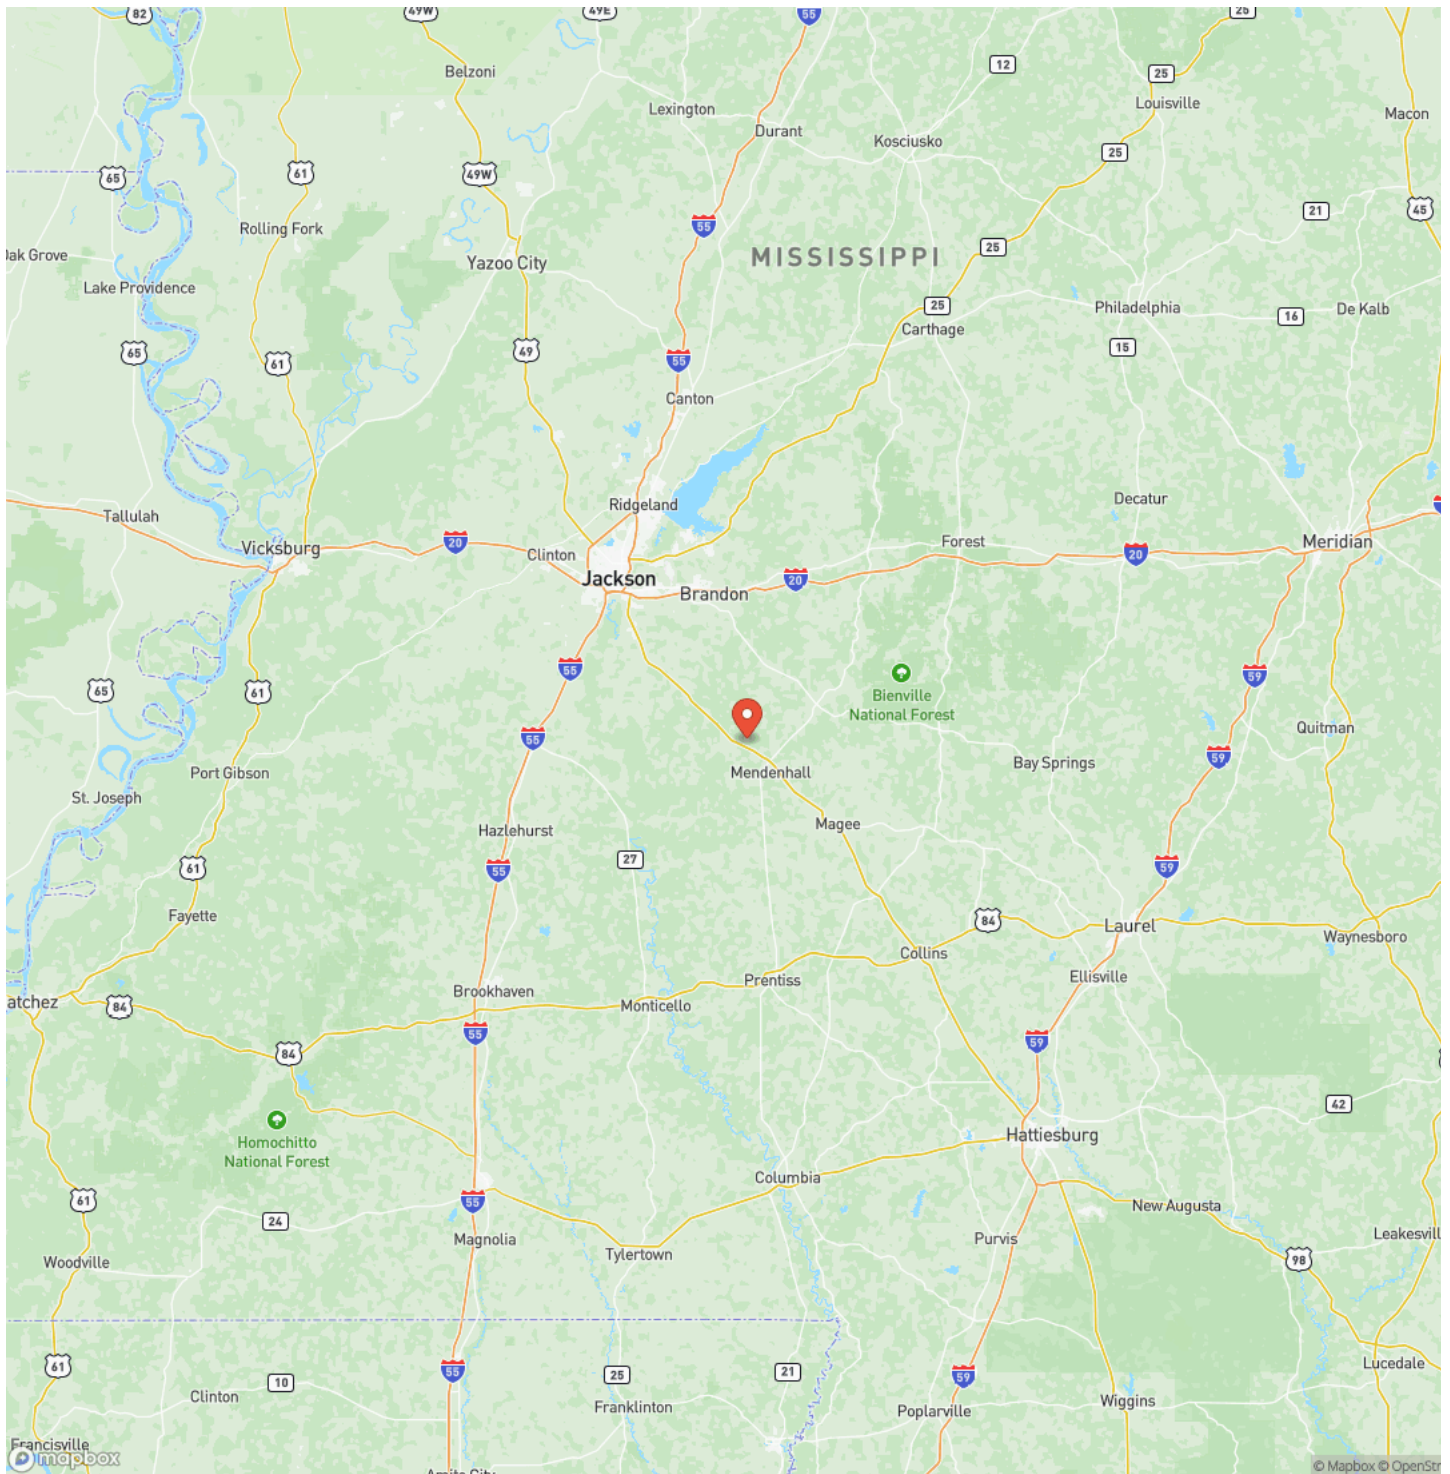 82
49W
49E
55
25
Belzoni
12
25
Lexington
Louisville
Durant
Macon
Kosciusko
25
65
61
49W
21
45
Rolling Fork
55
25
MISSISSIPPI
Oak Grove
Yazoo City
Lake Providence
25
Philadelphia
De Kalb
16
Carthage
65
61
49
55
15
Canton
Decatur
Ridgeland
Tallulah
20
Forest
Meridian
Vicksburg
Clinton
20
Jackson
20
Brandon
55
59
65
61
Bienville
National Forest
Quitman
55
59
Bay Springs
Port Gibson
Mendenhall
St. Joseph
Magee
Hazlehurst
27
61
55
59
Fayette
84
Laurel
Waynesboro
Collins
Ellisville
Prentiss
Brookhaven
atchez
84
Monticello
55
59
84
42
Homochitto
National Forest
Hattiesburg
Columbia
61
55
New Augusta
24
Magnolia
Purvis
Leakesvill
Tylertown
Woodville
98
61
55
25
21
59
Lucedale
10
Clinton
Franklinton
Poplarville
Wiggins
Francisville
mapbox
© Mapbox © OpenStr
Amite City